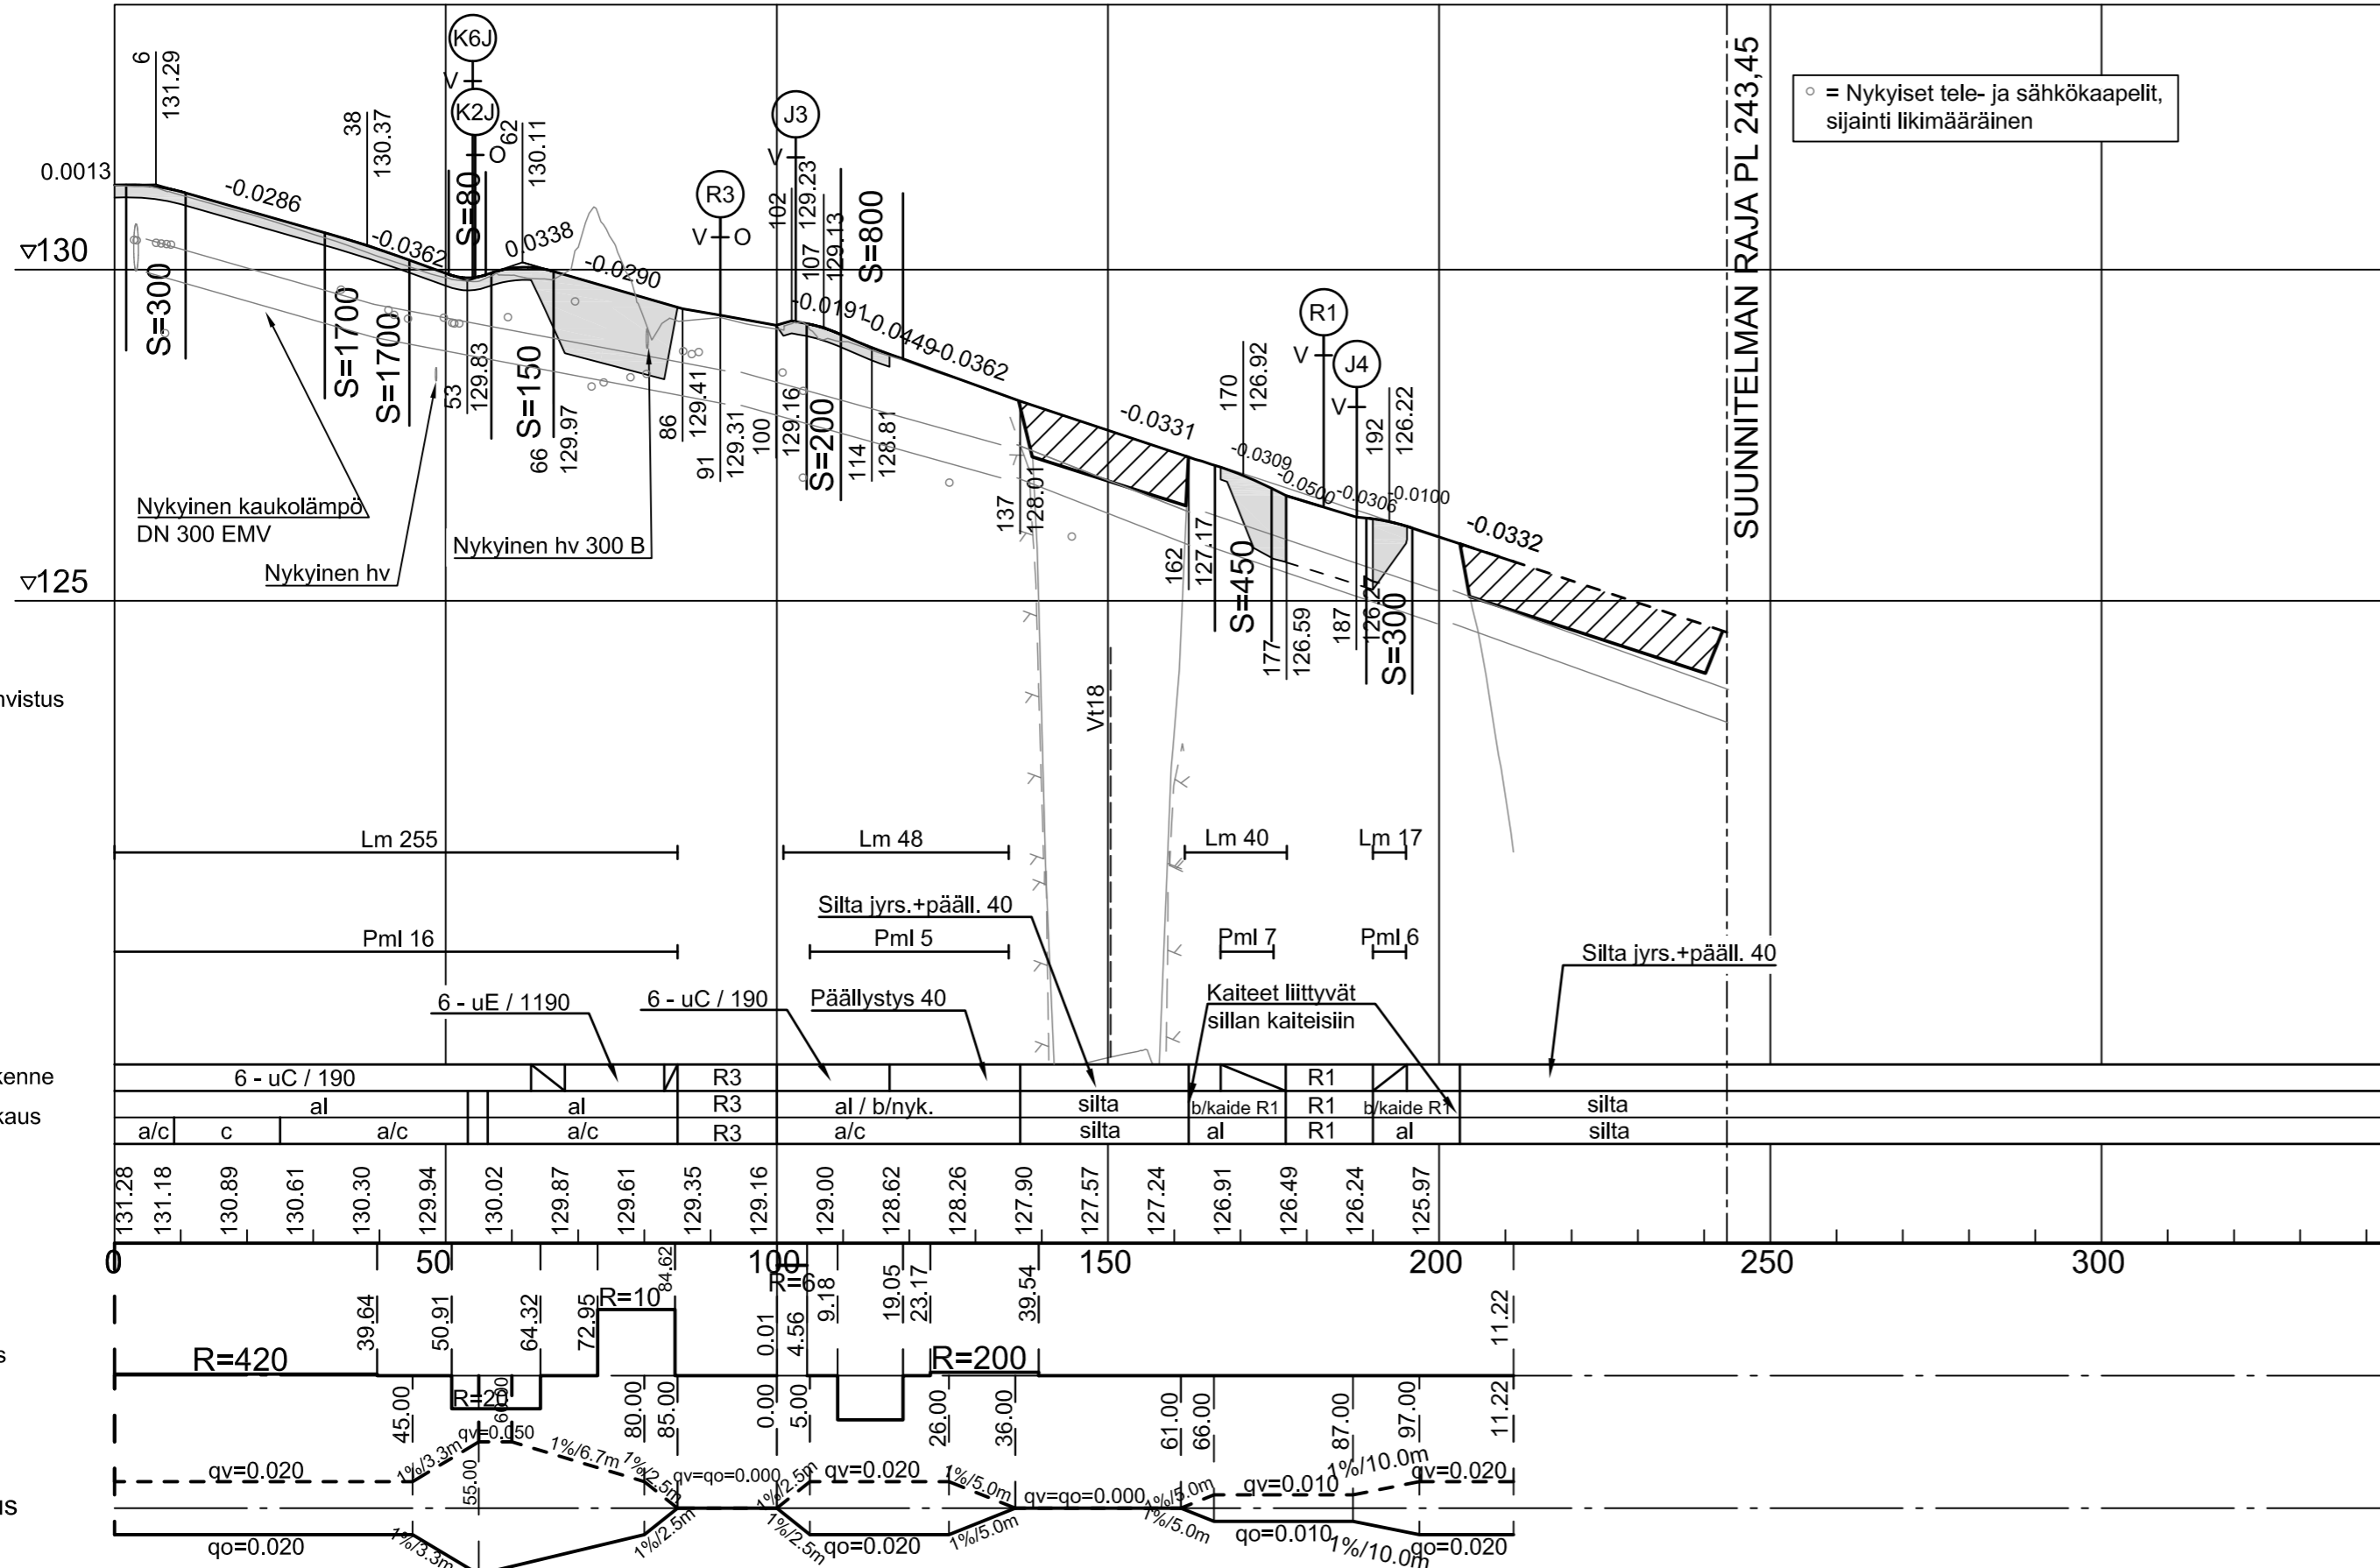 K6J
V
K2J
O
J3
V
R3
V
O
R1
V
J4
V
6
131.29
38
130.37
62
130.11
102
129.23
107
129.13
170
126.92
192
126.22
SUUNNITELMAN RAJA PL 243,45
= Nykyiset tele- ja sähkökaapelit,
sijainti likimääräinen
0.0013
-0.0286
-0.0362
0.0338
-0.0290
-0.0191
-0.0449
-0.0362
-0.0331
-0.0309
-0.0500
-0.0306
-0.0100
-0.0332
▽130
▽125
S=300
S=1700
S=1700
S=80
S=150
S=200
S=800
S=450
S=300
53
129.83
66
129.97
86
129.41
91
129.31
100
129.16
114
128.81
137
128.01
162
127.17
177
126.59
187
126.27
Nykyinen kaukolämpö
DN 300 EMV
Nykyinen hv
Nykyinen hv 300 B
nvistus
Vt18
Lm 255
Lm 48
Lm 40
Lm 17
Silta jyrs.+pääll. 40
Pml 16
Pml 5
Pml 7
Pml 6
Silta jyrs.+pääll. 40
6 - uE / 1190
6 - uC / 190
Päällystys 40
Kaiteet liittyvät
sillan kaiteisiin
kenne
6 - uC / 190
R3
R1
kaus
al
al
R3
al / b/nyk.
silta
b/kaide R1
R1
b/kaide R1
silta
a/c
c
a/c
a/c
R3
a/c
silta
al
R1
al
silta
131.28
131.18
130.89
130.61
130.30
129.94
130.02
129.87
129.61
129.35
129.16
129.00
128.62
128.26
127.90
127.57
127.24
126.91
126.49
126.24
125.97
0
50
100
150
200
250
300
39.64
50.91
64.32
72.95
84.62
0.01
4.56
9.18
19.05
23.17
39.54
11.22
s
R=420
R=20
R=10
R=6
R=200
45.00
55.00
60.00
80.00
85.00
0.00
5.00
26.00
36.00
61.00
66.00
87.00
97.00
11.22
us
qv=0.020
1%/3.3m
qv=0.050
1%/6.7m
1%/2.5m
qv=qo=0.000
1%/2.5m
qv=0.020
1%/5.0m
qv=qo=0.000
1%/5.0m
qv=0.010
1%/10.0m
qv=0.020
qo=0.020
1%/3.3m
1%/2.5m
1%/2.5m
qo=0.020
1%/5.0m
1%/5.0m
qo=0.010
1%/10.0m
qo=0.020